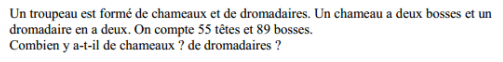 Un troupeau est formé de chameaux et de dromadaires. Un chameau a deux bosses et un
dromadaire en a deux. On compte 55 têtes et 89 bosses.
Combien y a-t-il de chameaux ? de dromadaires ?